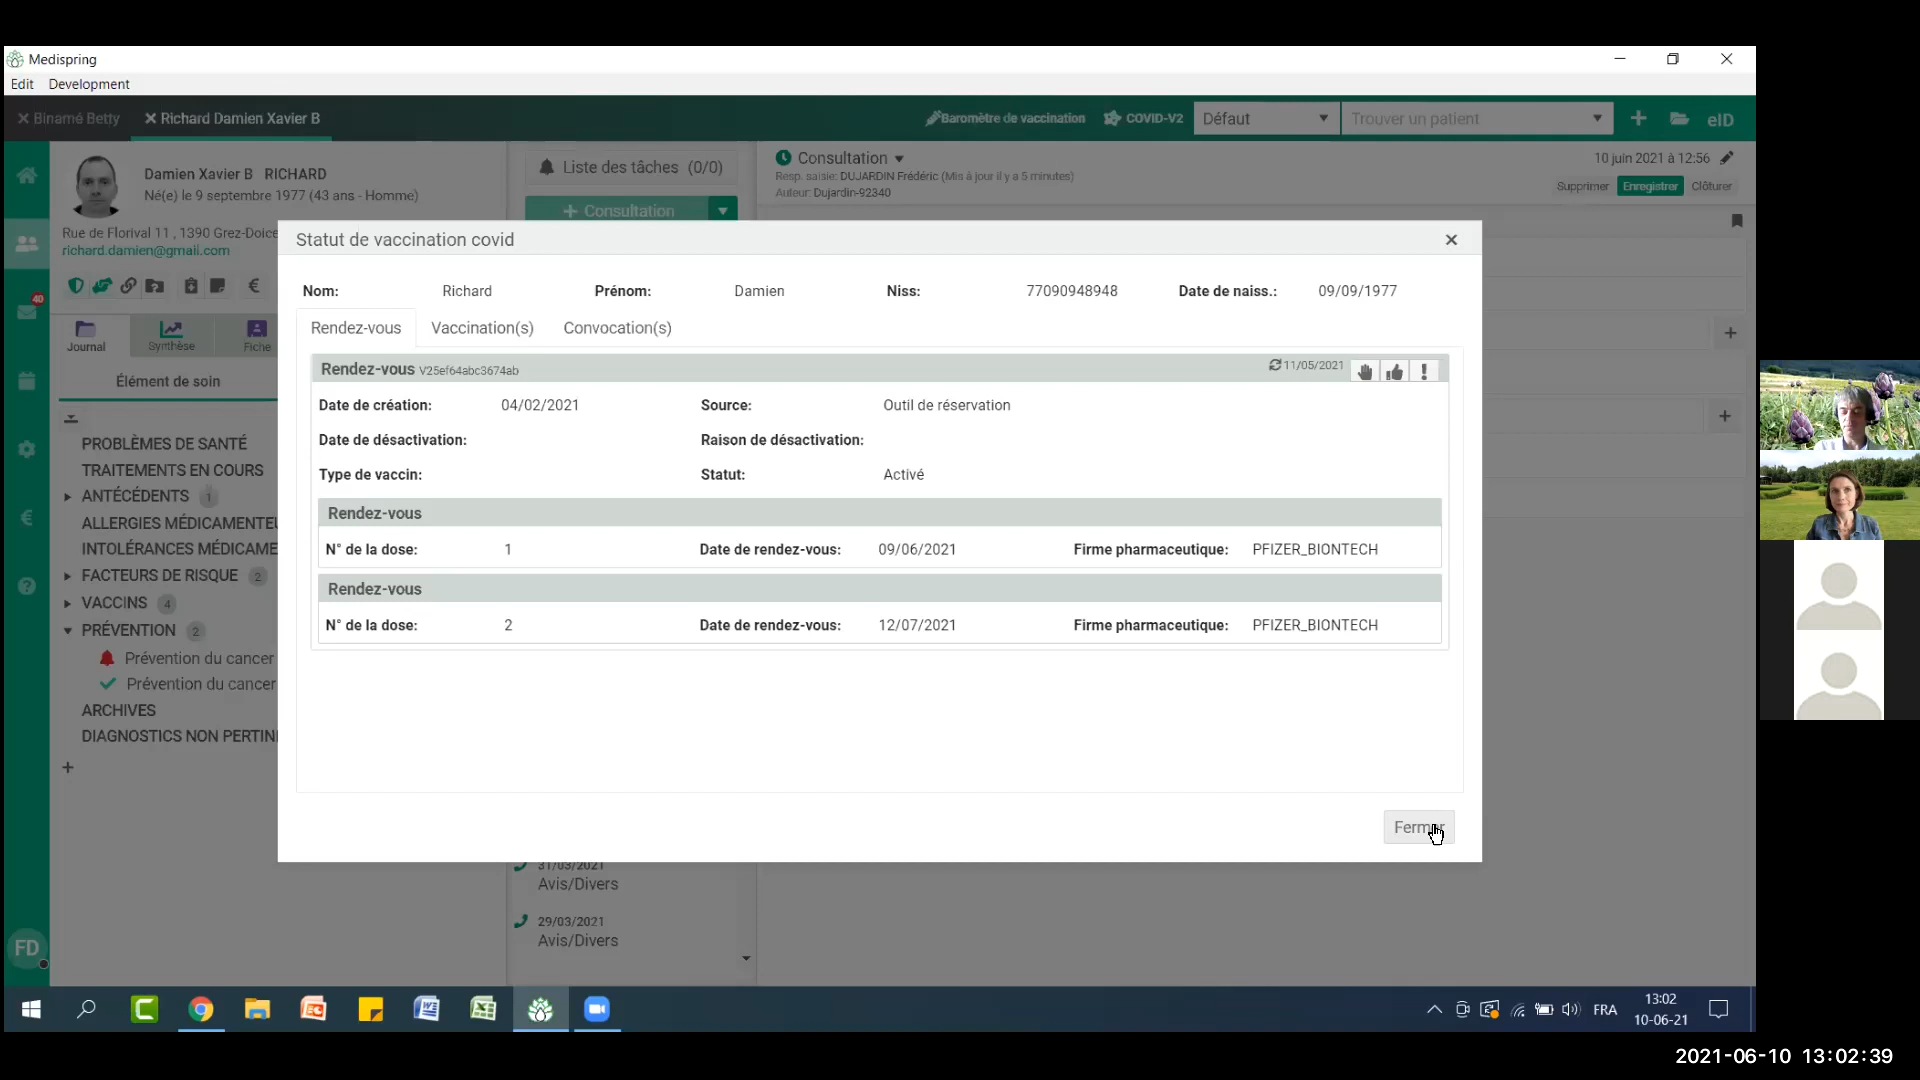 Medispring
Edit Development
Binamé Betty Richard Damien Xavier B Baromètre de vaccination COVID-V2 Défaut Trouver un patient eID
Damien Xavier B RICHARD
Né(e) le 9 septembre 1977 (43 ans - Homme)
Rue de Florival 11 , 1390 Grez-Doice
richard.damien@gmail.com
Liste des tâches (0/0)
+ Consultation
Consultation
10 juin 2021 à 12:56
Resp. saisie: DUJARDIN Frédéric (Mis à jour il y a 5 minutes)
Auteur: Dujardin-92340
Supprimer Enregistrer Clôturer
40
Journal Synthèse Fiche
Élément de soin
PROBLÈMES DE SANTÉ
TRAITEMENTS EN COURS
ANTÉCÉDENTS 1
ALLERGIES MÉDICAMENTEU
INTOLÉRANCES MÉDICAME
FACTEURS DE RISQUE 2
VACCINS 4
PRÉVENTION 2
Prévention du cancer
Prévention du cancer
ARCHIVES
DIAGNOSTICS NON PERTIN
+
Statut de vaccination covid
Nom: Richard Prénom: Damien Niss: 77090948948 Date de naiss.: 09/09/1977
Rendez-vous Vaccination(s) Convocation(s)
Rendez-vous V25ef64abc3674ab 11/05/2021
Date de création: 04/02/2021 Source: Outil de réservation
Date de désactivation: Raison de désactivation:
Type de vaccin: Statut: Activé
Rendez-vous
N° de la dose: 1 Date de rendez-vous: 09/06/2021 Firme pharmaceutique: PFIZER_BIONTECH
Rendez-vous
N° de la dose: 2 Date de rendez-vous: 12/07/2021 Firme pharmaceutique: PFIZER_BIONTECH
Fermer
31/03/2021
Avis/Divers
29/03/2021
Avis/Divers
FD
FRA
13:02
10-06-21
2021-06-10 13:02:39